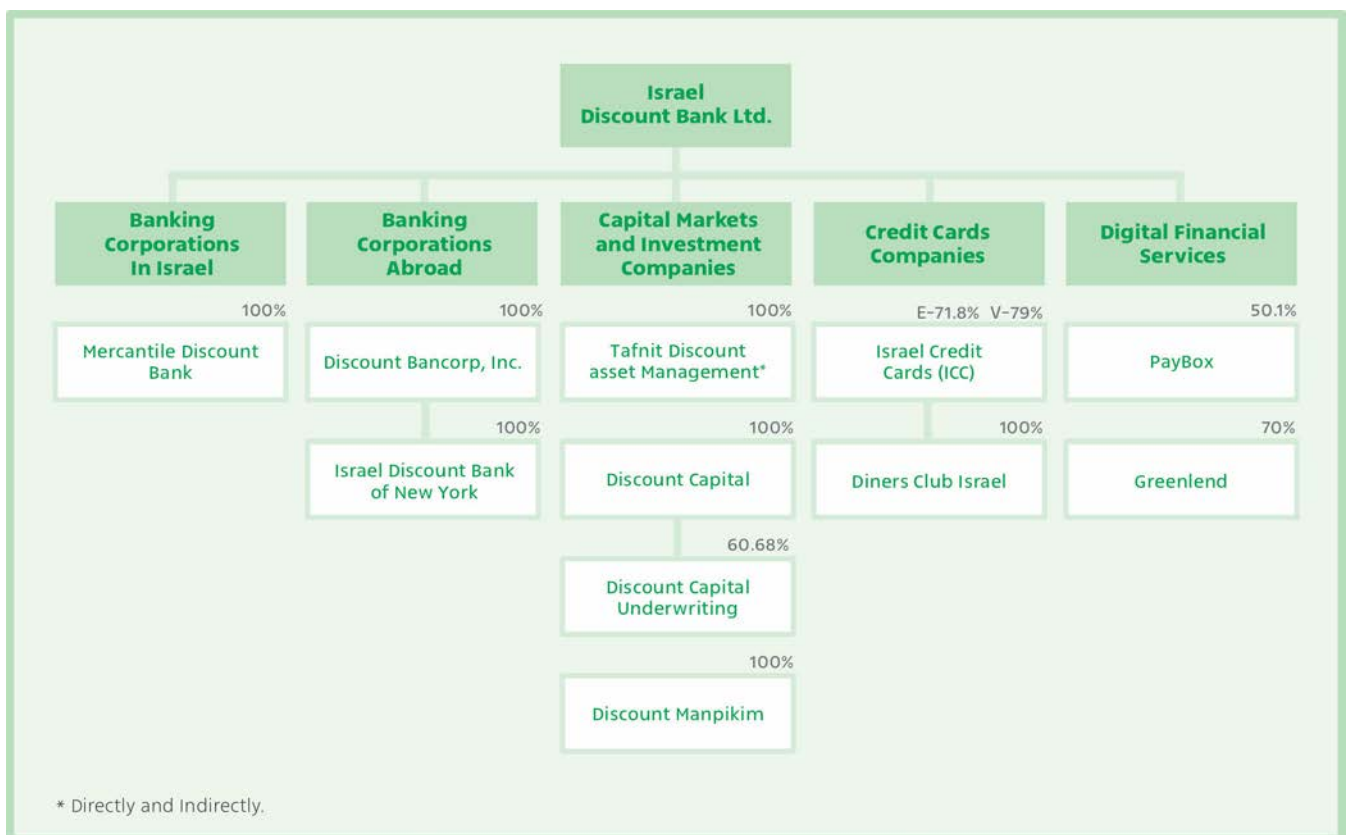 Israel
Discount Bank Ltd.
Banking
Corporations
In Israel
100%
Mercantile Discount
Bank
Banking
Corporations
Abroad
100%
Discount Bancorp, Inc.
100%
Israel Discount Bank
of New York
Capital Markets
and Investment
Companies
100%
Tafnit Discount
asset Management*
100%
Discount Capital
60.68%
Discount Capital
Underwriting
100%
Discount Manpikim
Credit Cards
Companies
E-71.8% V-79%
Israel Credit
Cards (ICC)
100%
Diners Club Israel
Digital Financial
Services
50.1%
PayBox
70%
Greenlend
* Directly and Indirectly.